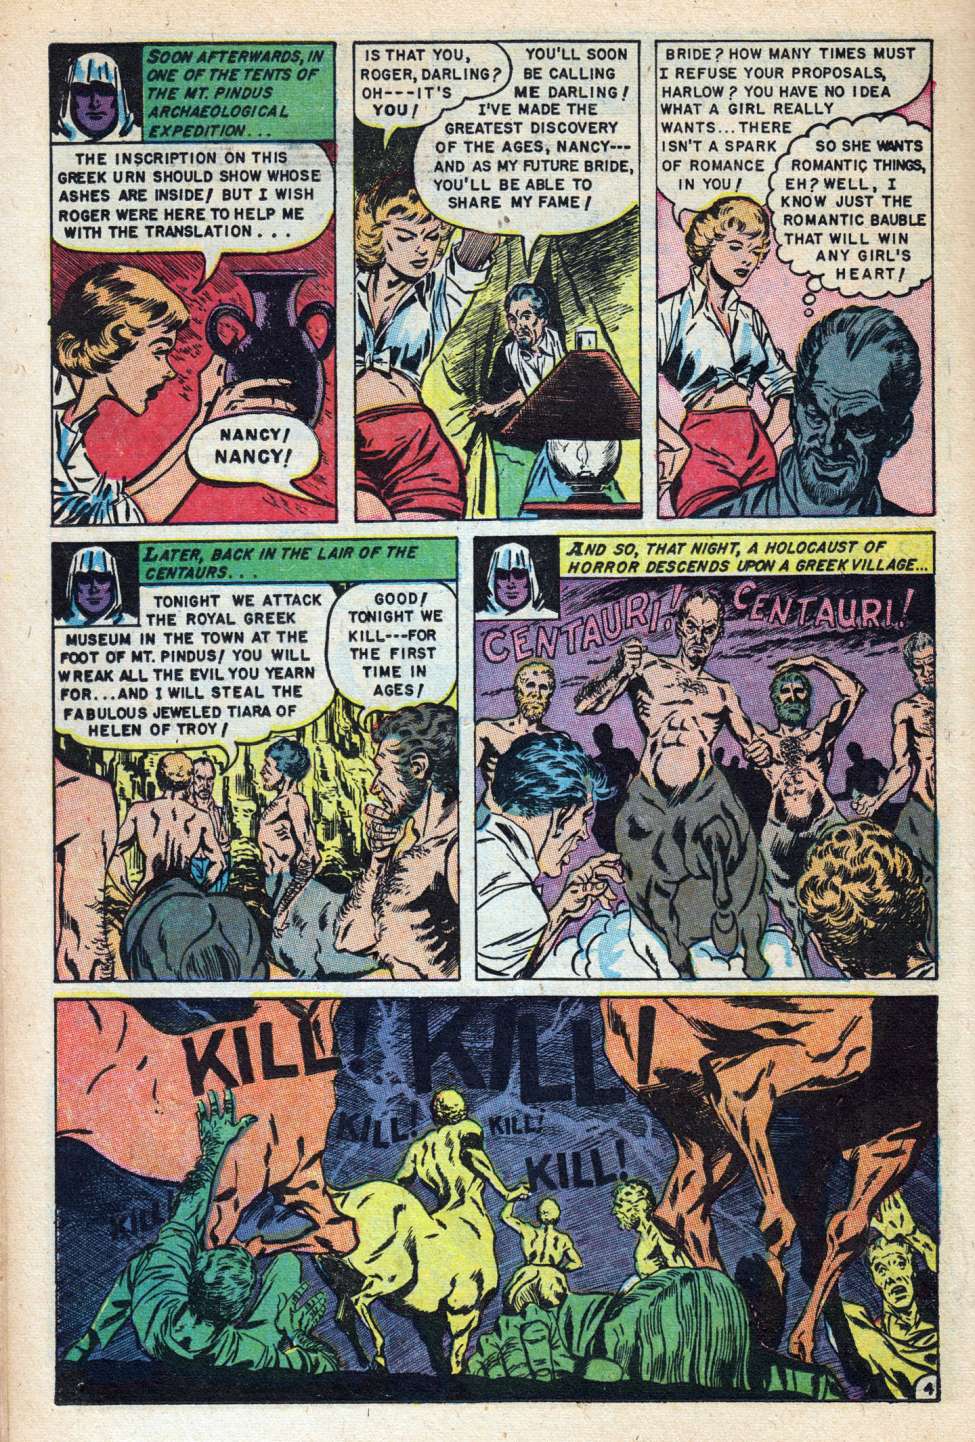 SOON AFTERWARDS, IN
ONE OF THE TENTS OF
THE MT. PINDUS
ARCHAEOLOGICAL
EXPEDITION...
THE INSCRIPTION ON THIS
GREEK URN SHOULD SHOW WHOSE
ASHES ARE INSIDE! BUT I WISH
ROGER WERE HERE TO HELP ME
WITH THE TRANSLATION...
NANCY!
NANCY!
IS THAT YOU,
ROGER, DARLING?
OH---IT'S
YOU!
YOU'LL SOON
BE CALLING
ME DARLING!
I'VE MADE THE
GREATEST DISCOVERY
OF THE AGES, NANCY---
AND AS MY FUTURE BRIDE,
YOU'LL BE ABLE TO
SHARE MY FAME!
BRIDE? HOW MANY TIMES MUST
I REFUSE YOUR PROPOSALS,
HARLOW? YOU HAVE NO IDEA
WHAT A GIRL REALLY
WANTS...THERE
ISN'T A SPARK
OF ROMANCE
IN YOU!
SO SHE WANTS
ROMANTIC THINGS,
EH? WELL, I
KNOW JUST THE
ROMANTIC BAUBLE
THAT WILL WIN
ANY GIRL'S
HEART!
LATER, BACK IN THE LAIR OF THE
CENTAURS...
TONIGHT WE ATTACK
THE ROYAL GREEK
MUSEUM IN THE TOWN AT THE
FOOT OF MT. PINDUS! YOU WILL
WREAK ALL THE EVIL YOU YEARN
FOR...AND I WILL STEAL THE
FABULOUS JEWELED TIARA OF
HELEN OF TROY!
GOOD!
TONIGHT WE
KILL---FOR
THE FIRST
TIME IN
AGES!
AND SO, THAT NIGHT, A HOLOCAUST OF
HORROR DESCENDS UPON A GREEK VILLAGE...
CENTAURI!
CENTAURI!
KILL!
KILL!
KILL!
KILL!
KILL!
KILL!
4